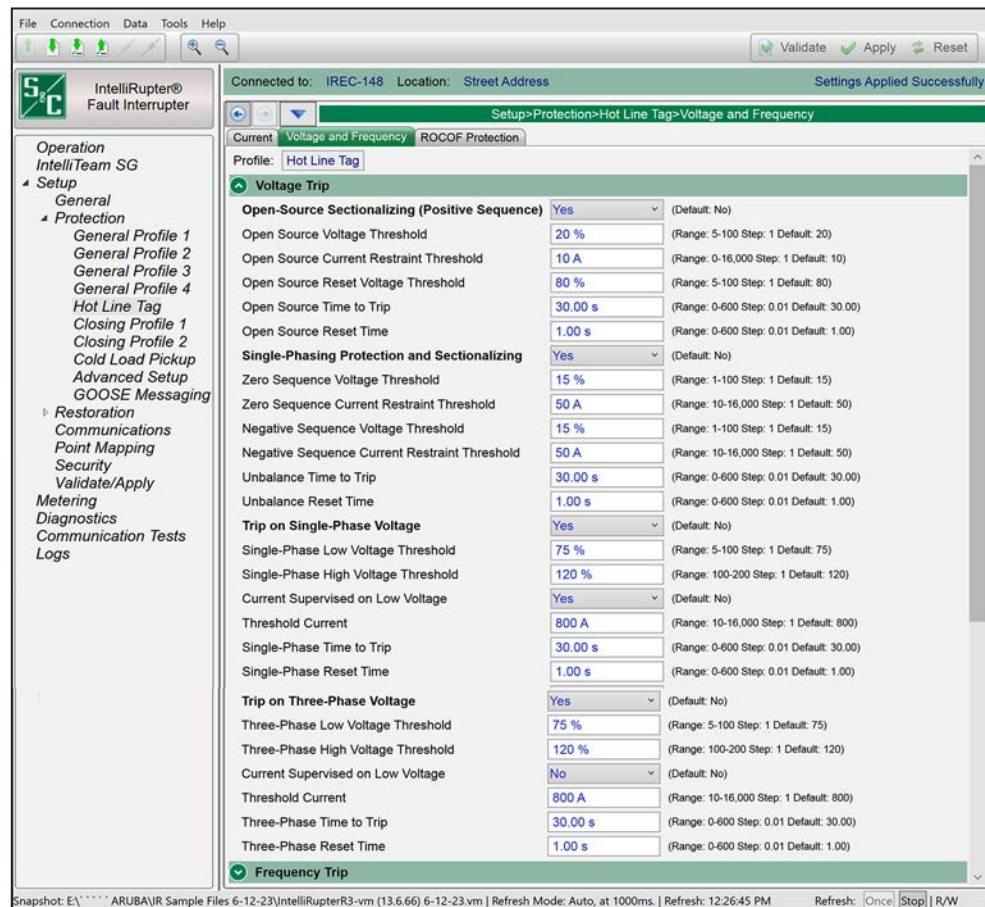 File Connection Data Tools Help
Validate Apply Reset
S&C IntelliRupter®
Fault Interrupter
Connected to: IREC-148 Location: Street Address Settings Applied Successfully
Setup>Protection>Hot Line Tag>Voltage and Frequency
Current Voltage and Frequency ROCOF Protection
Profile: Hot Line Tag
Operation
IntelliTeam SG
Setup
General
Protection
General Profile 1
General Profile 2
General Profile 3
General Profile 4
Hot Line Tag
Closing Profile 1
Closing Profile 2
Cold Load Pickup
Advanced Setup
GOOSE Messaging
Restoration
Communications
Point Mapping
Security
Validate/Apply
Metering
Diagnostics
Communication Tests
Logs
Voltage Trip
Open-Source Sectionalizing (Positive Sequence) Yes (Default: No)
Open Source Voltage Threshold 20 % (Range: 5-100 Step: 1 Default: 20)
Open Source Current Restraint Threshold 10 A (Range: 0-16,000 Step: 1 Default: 10)
Open Source Reset Voltage Threshold 80 % (Range: 5-100 Step: 1 Default: 80)
Open Source Time to Trip 30.00 s (Range: 0-600 Step: 0.01 Default: 30.00)
Open Source Reset Time 1.00 s (Range: 0-600 Step: 0.01 Default: 1.00)
Single-Phasing Protection and Sectionalizing Yes (Default: No)
Zero Sequence Voltage Threshold 15 % (Range: 1-100 Step: 1 Default: 15)
Zero Sequence Current Restraint Threshold 50 A (Range: 10-16,000 Step: 1 Default: 50)
Negative Sequence Voltage Threshold 15 % (Range: 1-100 Step: 1 Default: 15)
Negative Sequence Current Restraint Threshold 50 A (Range: 10-16,000 Step: 1 Default: 50)
Unbalance Time to Trip 30.00 s (Range: 0-600 Step: 0.01 Default: 30.00)
Unbalance Reset Time 1.00 s (Range: 0-600 Step: 0.01 Default: 1.00)
Trip on Single-Phase Voltage Yes (Default: No)
Single-Phase Low Voltage Threshold 75 % (Range: 5-100 Step: 1 Default: 75)
Single-Phase High Voltage Threshold 120 % (Range: 100-200 Step: 1 Default: 120)
Current Supervised on Low Voltage Yes (Default: No)
Threshold Current 800 A (Range: 10-16,000 Step: 1 Default: 800)
Single-Phase Time to Trip 30.00 s (Range: 0-600 Step: 0.01 Default: 30.00)
Single-Phase Reset Time 1.00 s (Range: 0-600 Step: 0.01 Default: 1.00)
Trip on Three-Phase Voltage Yes (Default: No)
Three-Phase Low Voltage Threshold 75 % (Range: 5-100 Step: 1 Default: 75)
Three-Phase High Voltage Threshold 120 % (Range: 100-200 Step: 1 Default: 120)
Current Supervised on Low Voltage No (Default: No)
Threshold Current 800 A (Range: 10-16,000 Step: 1 Default: 800)
Three-Phase Time to Trip 30.00 s (Range: 0-600 Step: 0.01 Default: 30.00)
Three-Phase Reset Time 1.00 s (Range: 0-600 Step: 0.01 Default: 1.00)
Frequency Trip
Snapshot: E:\````` ARUBA\IR Sample Files 6-12-23\IntelliRupterR3-vm (13.6.66) 6-12-23.vm | Refresh Mode: Auto, at 1000ms. | Refresh: 12:26:45 PM Refresh: Once Stop | R/W